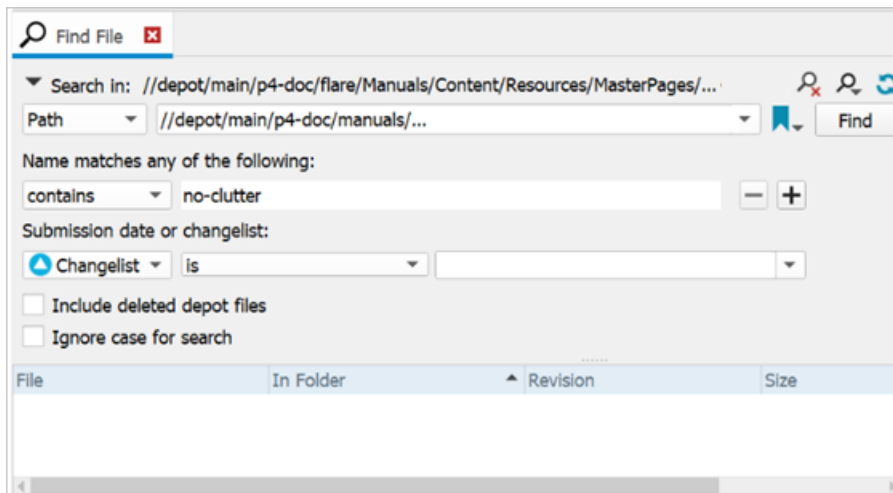 Find File
Search in: //depot/main/p4-doc/flare/Manuals/Content/Resources/MasterPages/...
Path //depot/main/p4-doc/manuals/... Find
Name matches any of the following:
contains no-clutter
Submission date or changelist:
Changelist is
Include deleted depot files
Ignore case for search
File In Folder Revision Size